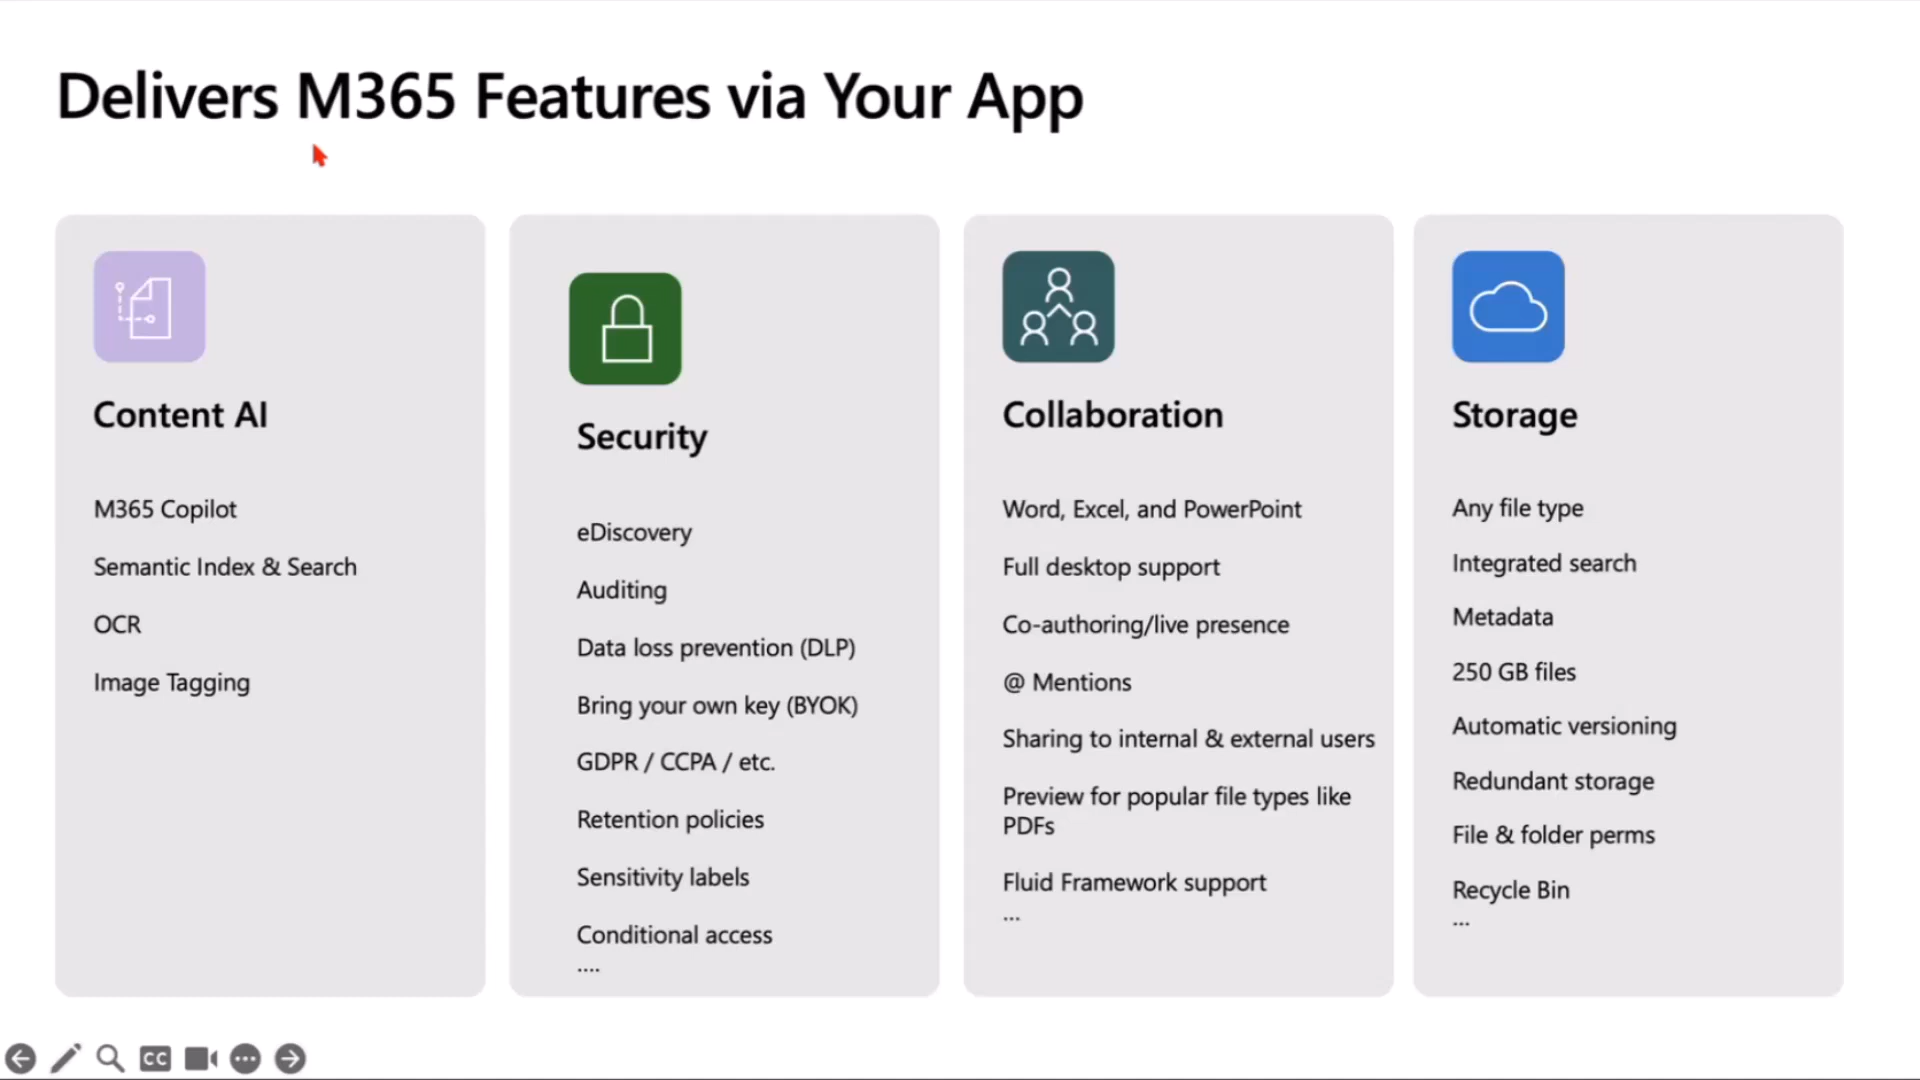 Delivers M365 Features via Your App
Content AI
M365 Copilot
Semantic Index & Search
OCR
Image Tagging
Security
eDiscovery
Auditing
Data loss prevention (DLP)
Bring your own key (BYOK)
GDPR / CCPA / etc.
Retention policies
Sensitivity labels
Conditional access
....
Collaboration
Word, Excel, and PowerPoint
Full desktop support
Co-authoring/live presence
@ Mentions
Sharing to internal & external users
Preview for popular file types like
PDFs
Fluid Framework support
...
Storage
Any file type
Integrated search
Metadata
250 GB files
Automatic versioning
Redundant storage
File & folder perms
Recycle Bin
...
CC